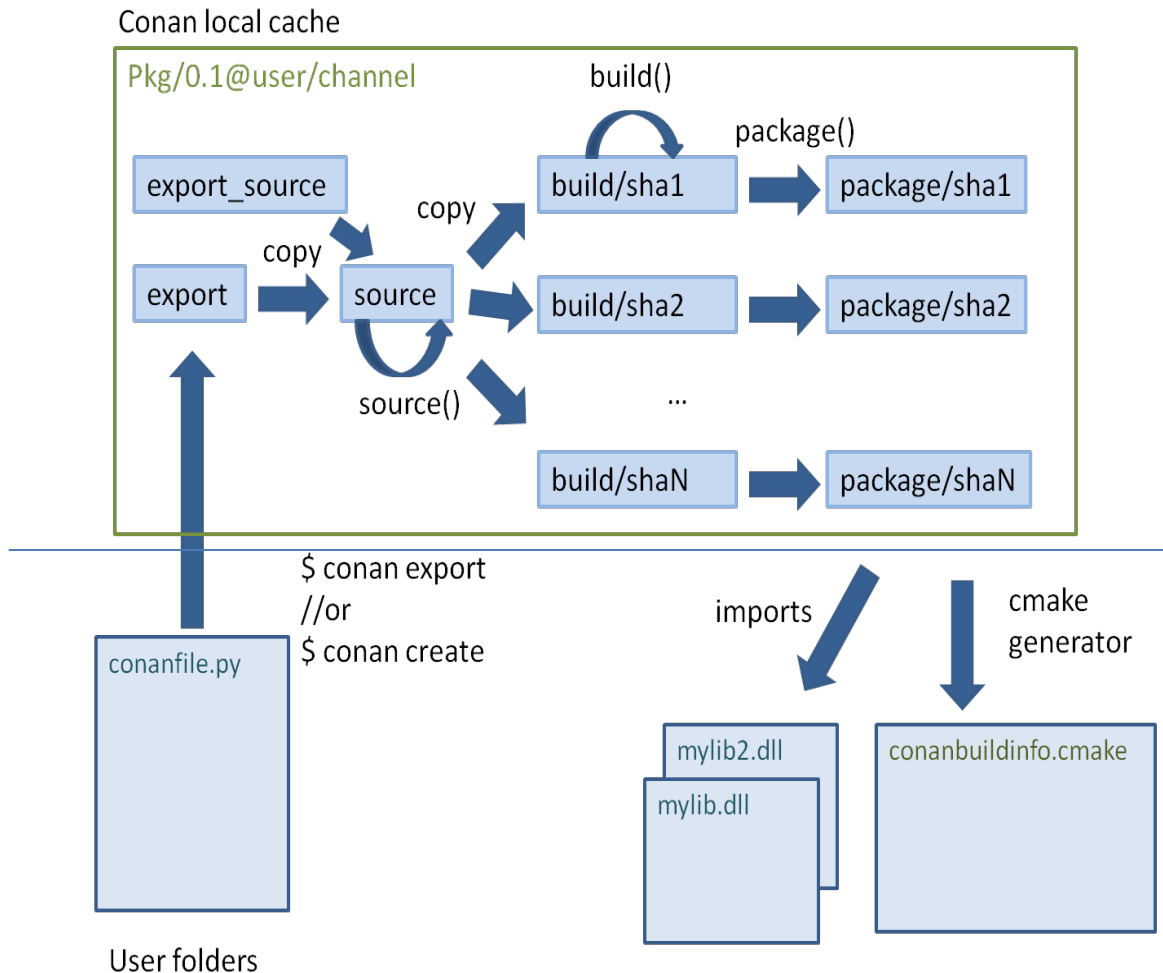 Conan local cache
Pkg/0.1@user/channel
build()
package()
export_source
build/sha1
package/sha1
copy
copy
export
source
build/sha2
package/sha2
source()
...
build/shaN
package/shaN
$ conan export
//or
$ conan create
imports
cmake
generator
conanfile.py
mylib2.dll
conanbuildinfo.cmake
mylib.dll
User folders